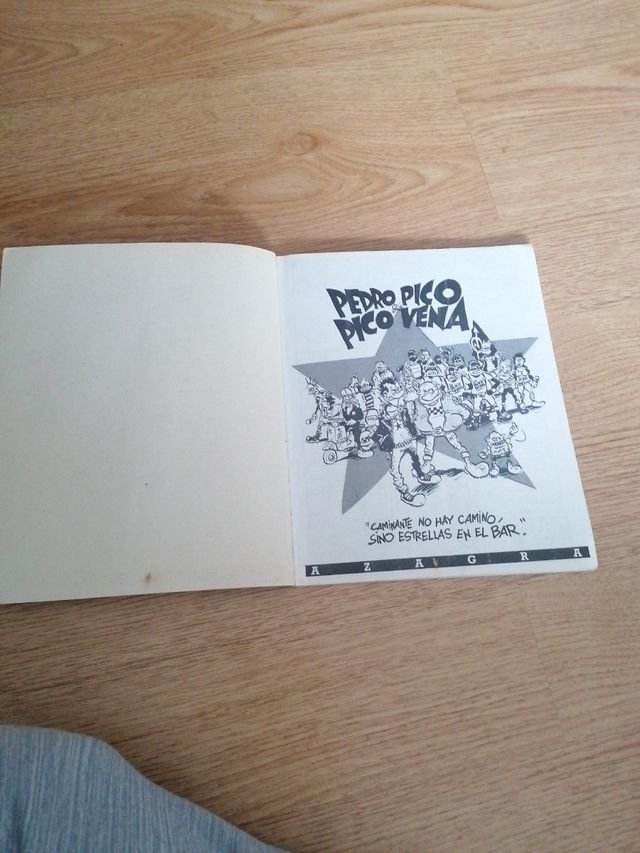 PEDRO PICO
&
PICO VENA
"CAMINANTE NO HAY CAMINO,
SINO ESTRELLAS EN EL BAR."
AZAGRA